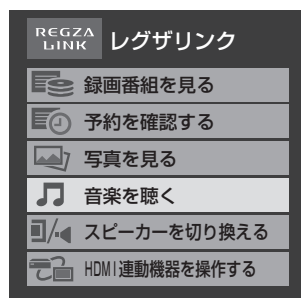 REGZA
LINK
レグザリンク
録画番組を見る
予約を確認する
写真を見る
音楽を聴く
スピーカーを切り換える
HDMI連動機器を操作する